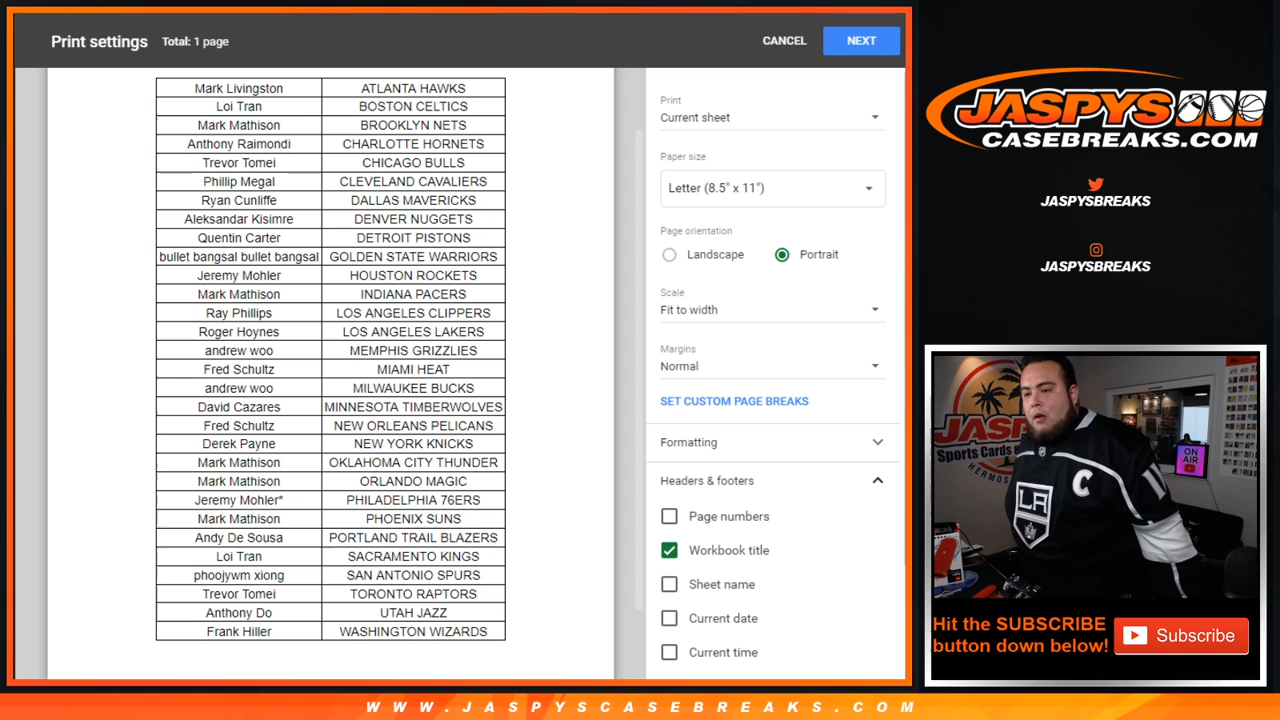 Print settings Total: 1 page CANCEL NEXT
Mark Livingston ATLANTA HAWKS
Loi Tran BOSTON CELTICS
Mark Mathison BROOKLYN NETS
Anthony Raimondi CHARLOTTE HORNETS
Trevor Tomei CHICAGO BULLS
Phillip Megal CLEVELAND CAVALIERS
Ryan Cunliffe DALLAS MAVERICKS
Aleksandar Kisimre DENVER NUGGETS
Quentin Carter DETROIT PISTONS
bullet bangsal bullet bangsal GOLDEN STATE WARRIORS
Jeremy Mohler HOUSTON ROCKETS
Mark Mathison INDIANA PACERS
Ray Phillips LOS ANGELES CLIPPERS
Roger Hoynes LOS ANGELES LAKERS
andrew woo MEMPHIS GRIZZLIES
Fred Schultz MIAMI HEAT
andrew woo MILWAUKEE BUCKS
David Cazares MINNESOTA TIMBERWOLVES
Fred Schultz NEW ORLEANS PELICANS
Derek Payne NEW YORK KNICKS
Mark Mathison OKLAHOMA CITY THUNDER
Mark Mathison ORLANDO MAGIC
Jeremy Mohler* PHILADELPHIA 76ERS
Mark Mathison PHOENIX SUNS
Andy De Sousa PORTLAND TRAIL BLAZERS
Loi Tran SACRAMENTO KINGS
phoojywm xiong SAN ANTONIO SPURS
Trevor Tomei TORONTO RAPTORS
Anthony Do UTAH JAZZ
Frank Hiller WASHINGTON WIZARDS
Print
Current sheet
Paper size
Letter (8.5" x 11")
Page orientation
Landscape Portrait
Scale
Fit to width
Margins
Normal
SET CUSTOM PAGE BREAKS
Formatting
Headers & footers
Page numbers
Workbook title
Sheet name
Current date
Current time
JASPYS
CASEBREAKS.COM
JASPYSBREAKS
JASPYSBREAKS
Sports Cards
HERMOS
ON
AIR
LA
C
Hit the SUBSCRIBE
button down below!
Subscribe
WWW.JASPYSCASEBREAKS.COM